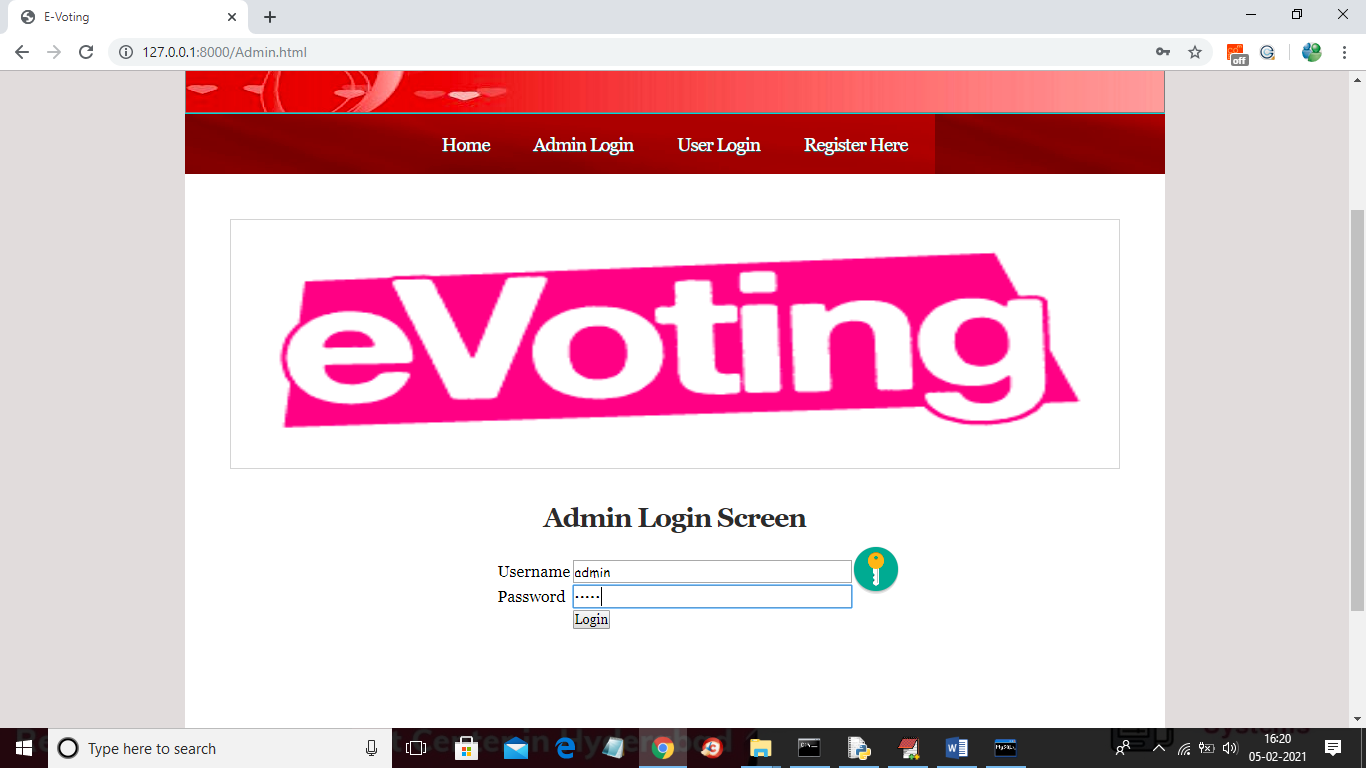 E-Voting
127.0.0.1:8000/Admin.html
off
Home Admin Login User Login Register Here
eVoting
Admin Login Screen
Username admin
Password •••••
Login
Type here to search
16:20
05-02-2021